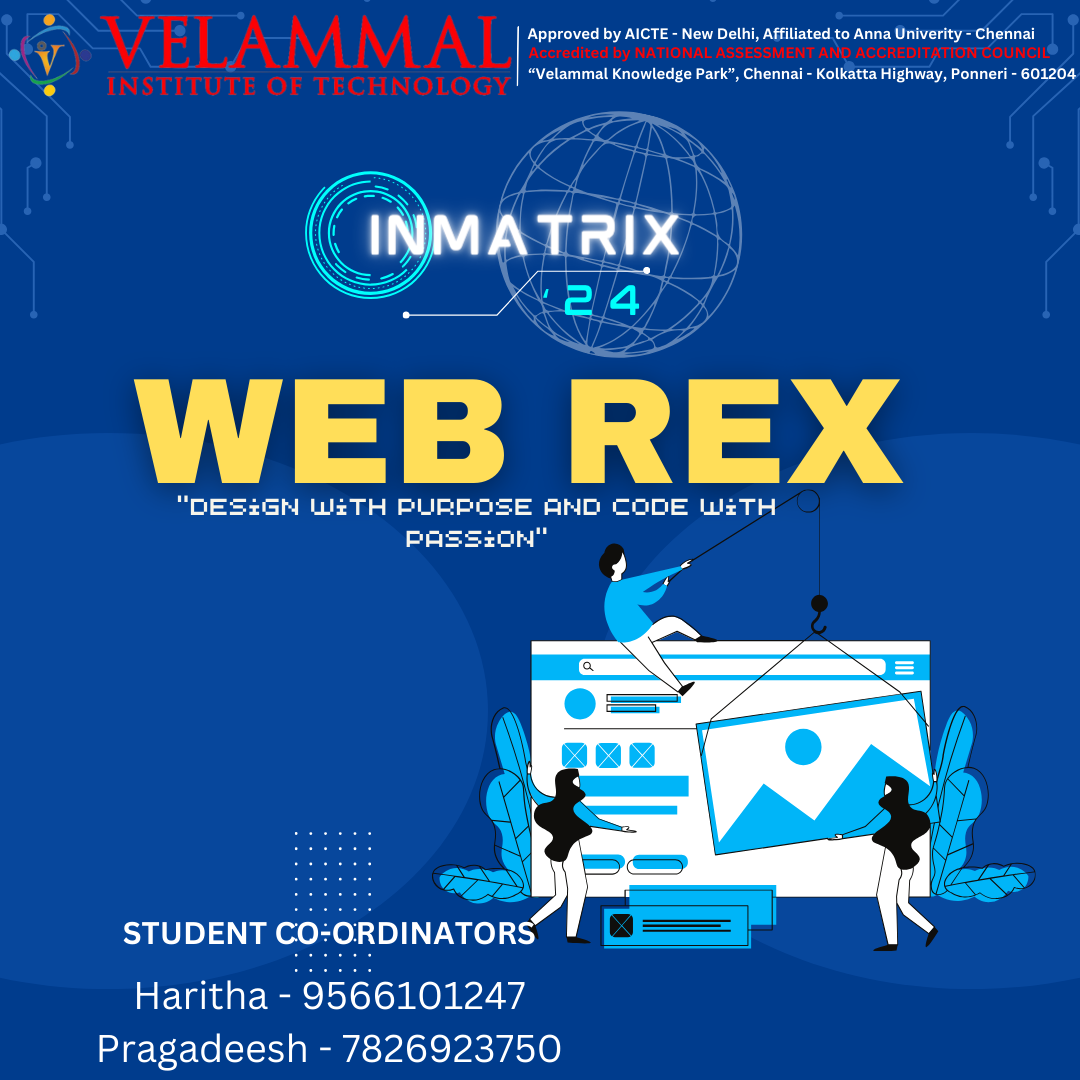 VELAMMAL
INSTITUTE OF TECHNOLOGY
Approved by AICTE - New Delhi, Affiliated to Anna Univerity - Chennai
Accredited by NATIONAL ASSESSMENT AND ACCREDITATION COUNCIL
“Velammal Knowledge Park”, Chennai - Kolkatta Highway, Ponneri - 601204
INMATRIX
‘24
WEB REX
"DESiGN WiTH PURPOSE AND CODE WiTH
PASSiON"
STUDENT CO-ORDINATORS
Haritha - 9566101247
Pragadeesh - 7826923750